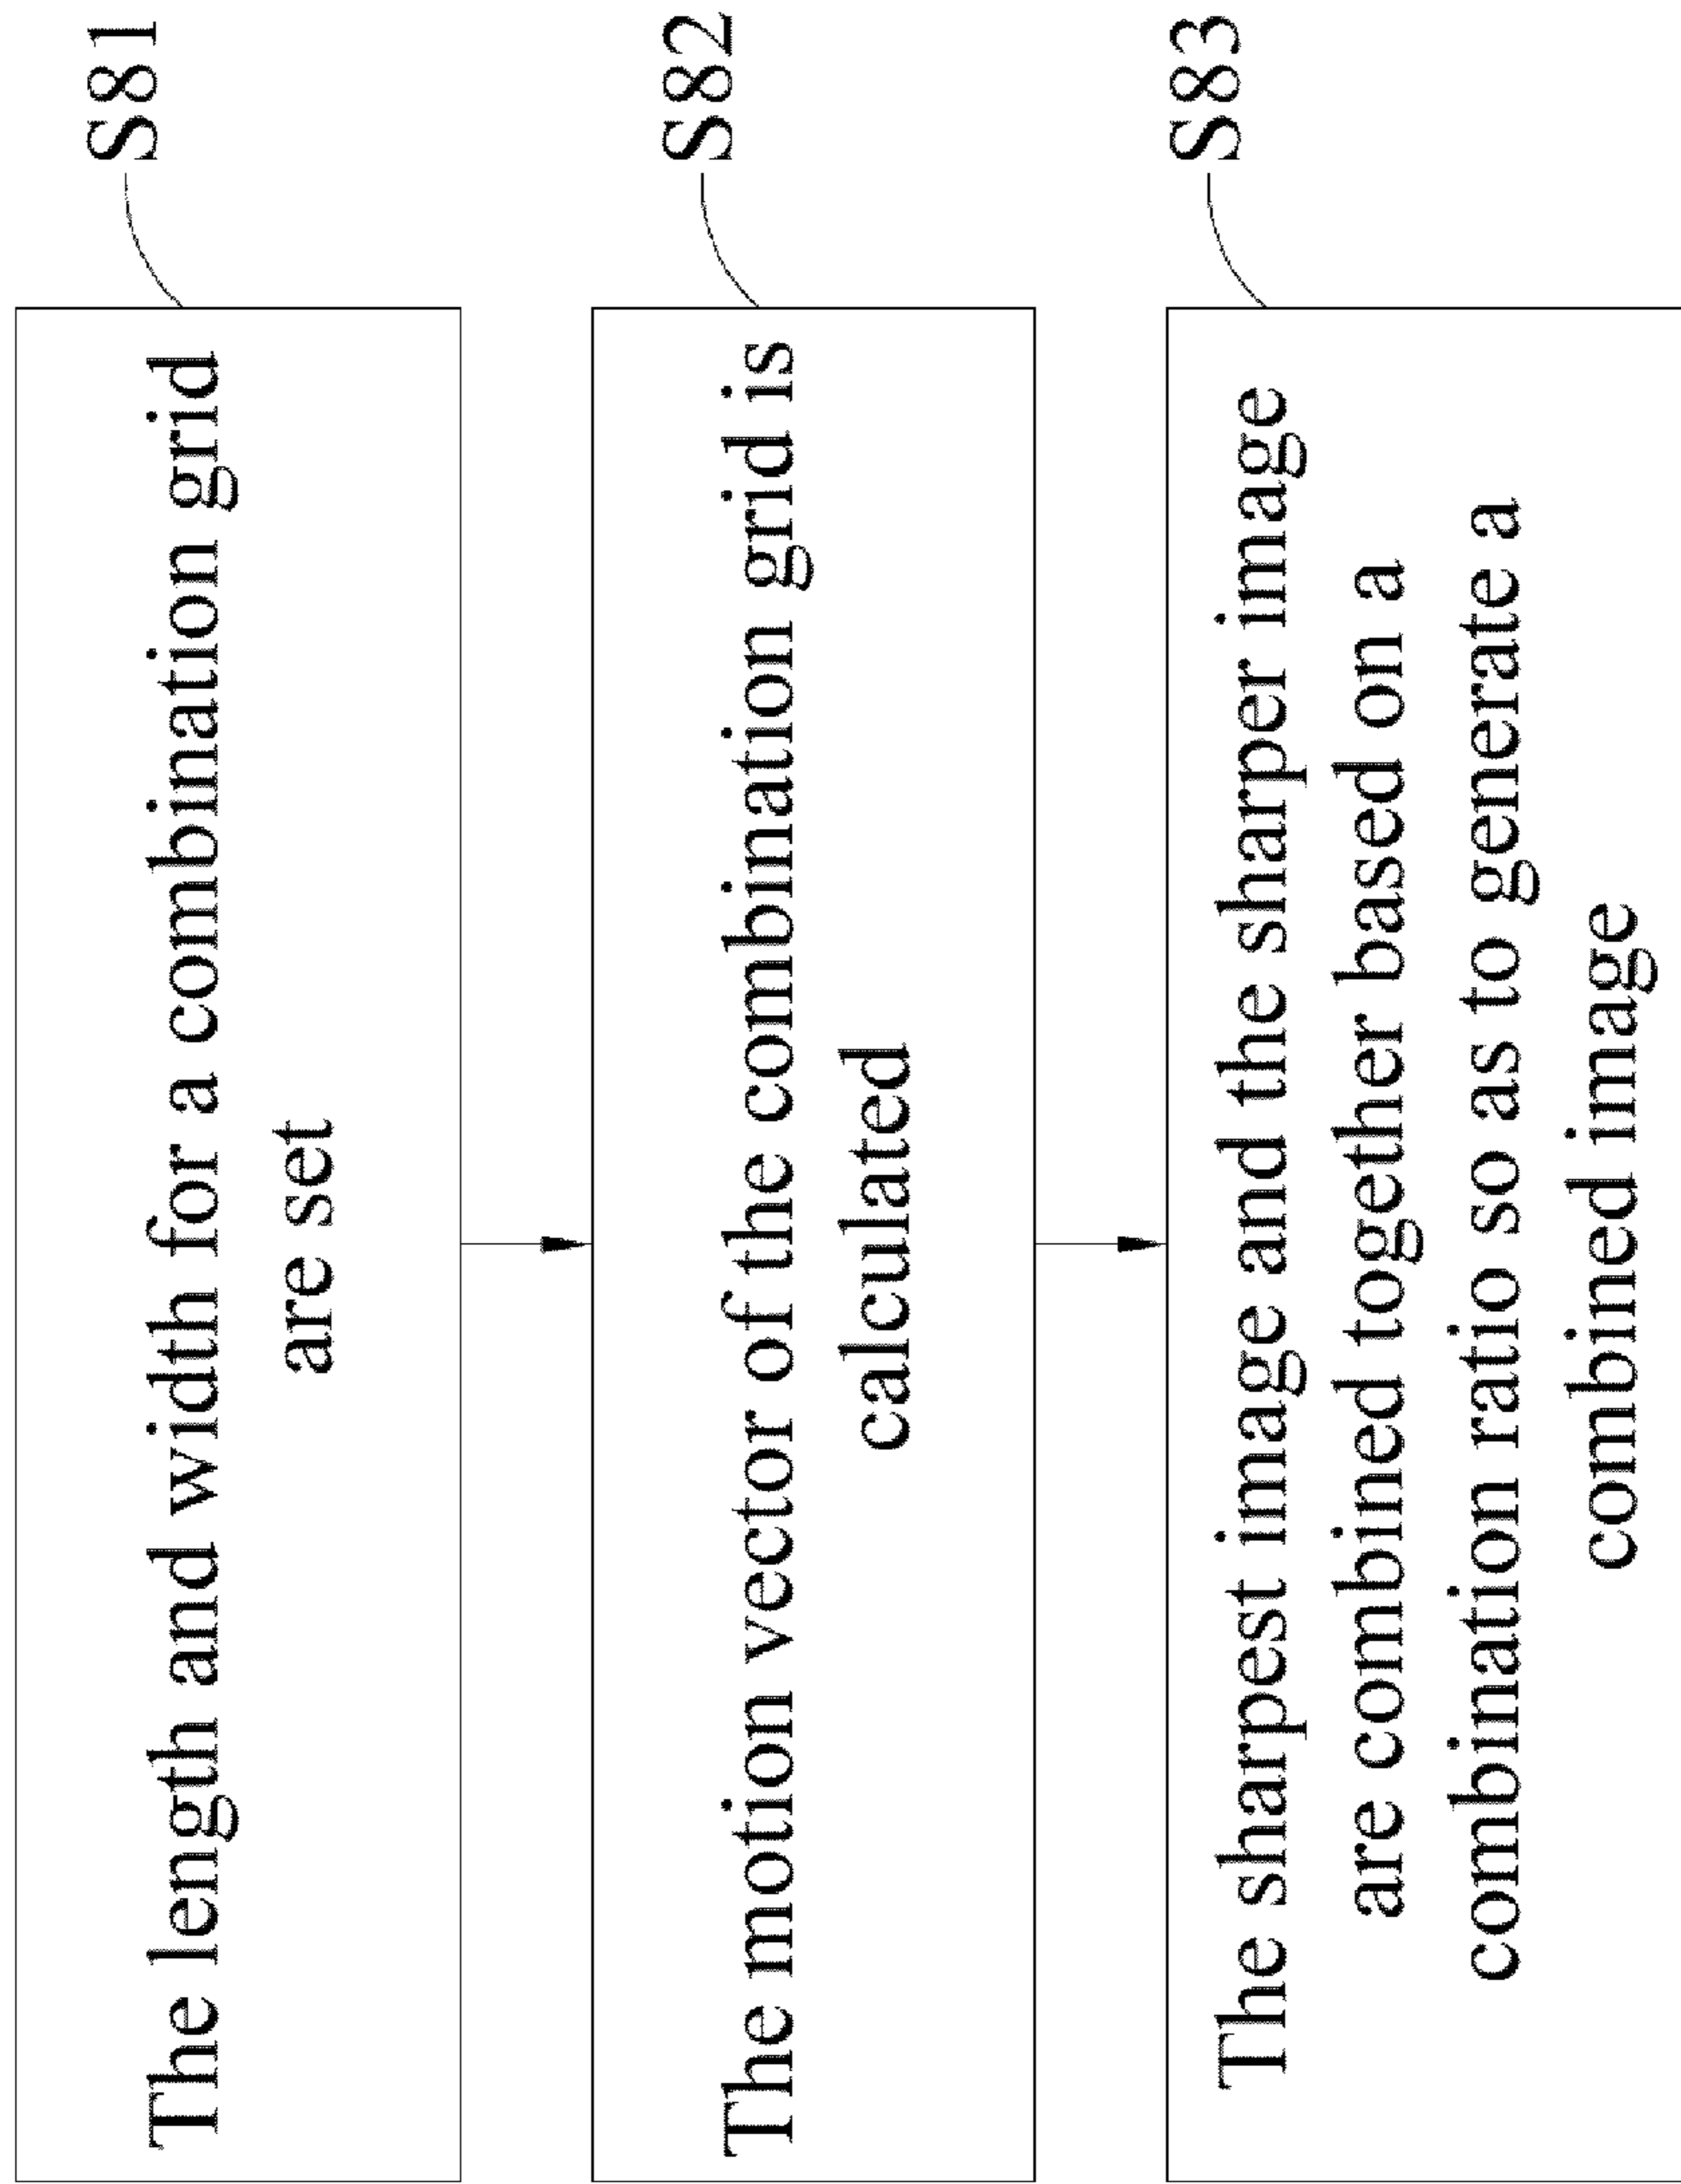 The length and width for a combination grid
are set
S81
The motion vector of the combination grid is
calculated
S82
The sharpest image and the sharper image
are combined together based on a
combination ratio so as to generate a
combined image
S83